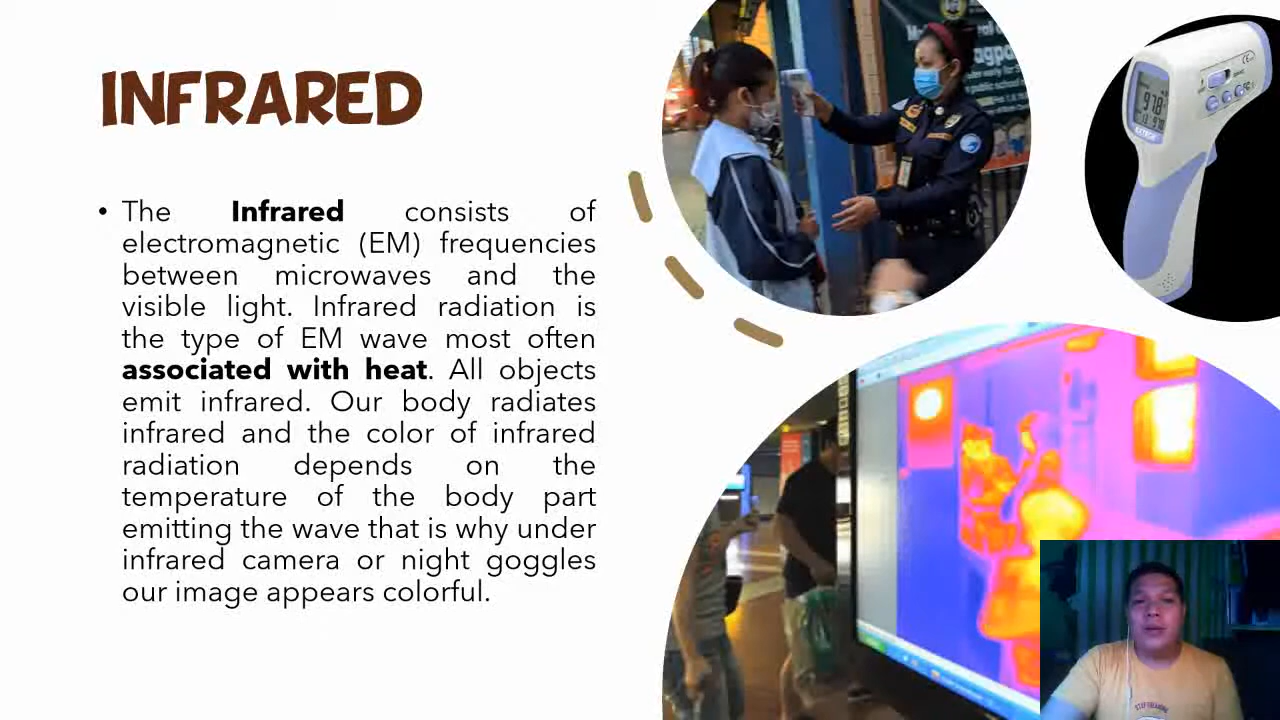 INFRARED
• The Infrared consists of
electromagnetic (EM) frequencies
between microwaves and the
visible light. Infrared radiation is
the type of EM wave most often
associated with heat. All objects
emit infrared. Our body radiates
infrared and the color of infrared
radiation depends on the
temperature of the body part
emitting the wave that is why under
infrared camera or night goggles
our image appears colorful.
97.8
EXTECH